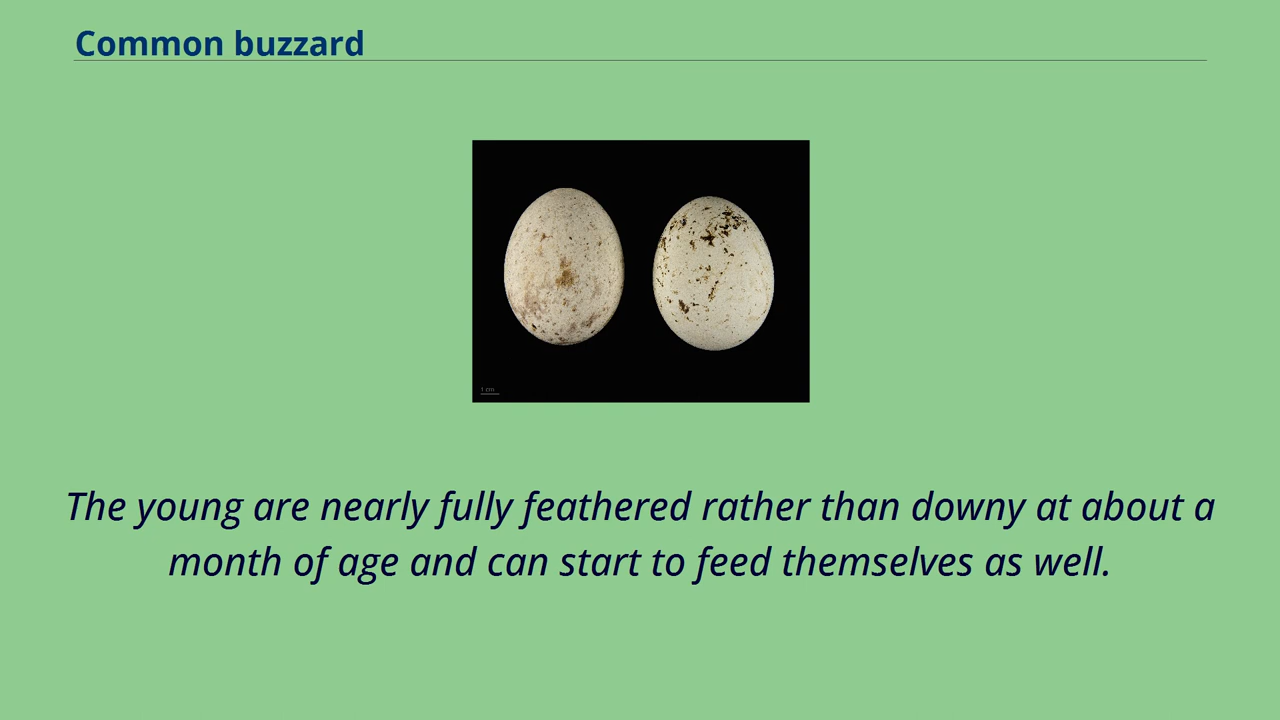 Common buzzard
1 cm
The young are nearly fully feathered rather than downy at about a
month of age and can start to feed themselves as well.